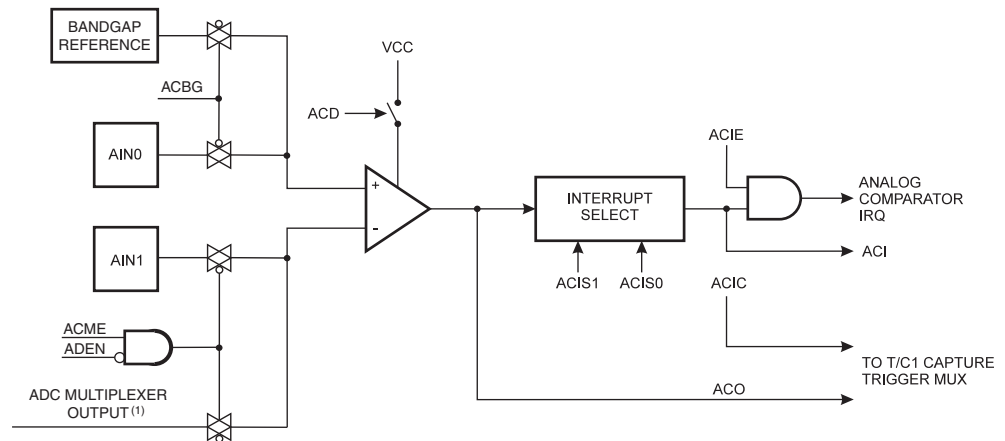 BANDGAP
REFERENCE
VCC
ACBG
ACD
AIN0
ACIE
+
INTERRUPT
SELECT
ANALOG
COMPARATOR
IRQ
-
AIN1
ACI
ACIS1 ACIS0 ACIC
ACME
ADEN
TO T/C1 CAPTURE
TRIGGER MUX
ADC MULTIPLEXER
OUTPUT (1)
ACO